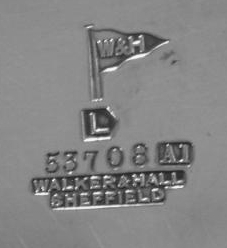 W&H
L
53708 A1
WALKER & HALL
SHEFFIELD